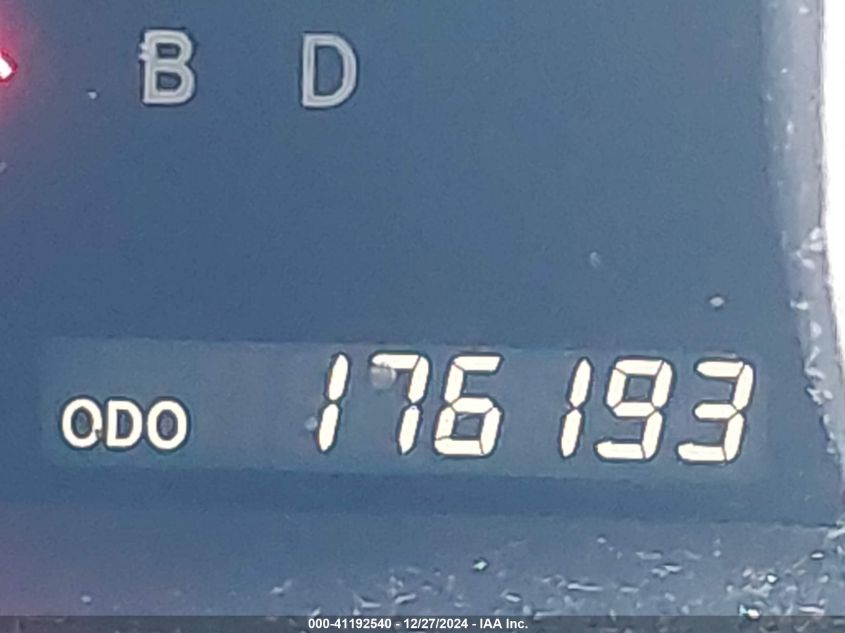 B D
ODO 176193
000-41192540 - 12/27/2024 - IAA Inc.